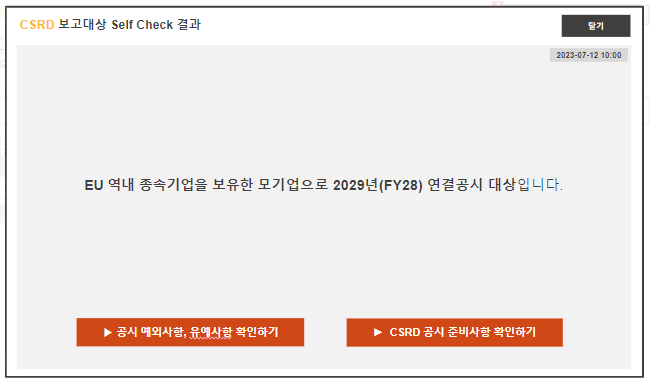 CSRD 보고대상 Self Check 결과
닫기
2023-07-12 10:00
EU 역내 종속기업을 보유한 모기업으로 2029년(FY28) 연결공시 대상입니다.
▶ 공시 예외사항, 유예사항 확인하기
▶ CSRD 공시 준비사항 확인하기